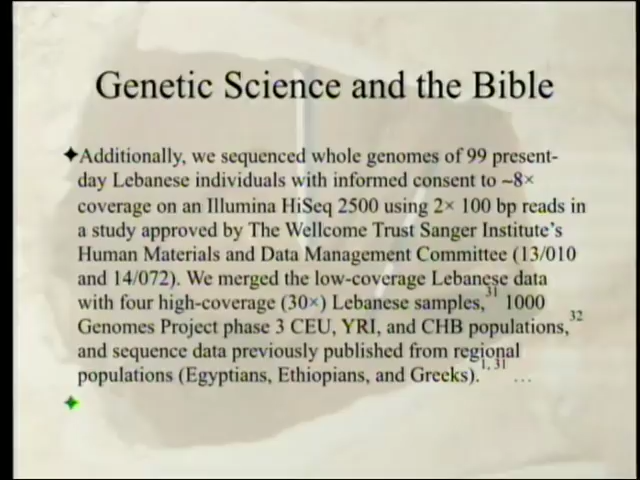 Genetic Science and the Bible
✦Additionally, we sequenced whole genomes of 99 present-
day Lebanese individuals with informed consent to ~8×
coverage on an Illumina HiSeq 2500 using 2× 100 bp reads in
a study approved by The Wellcome Trust Sanger Institute's
Human Materials and Data Management Committee (13/010
and 14/072). We merged the low-coverage Lebanese data
with four high-coverage (30×) Lebanese samples,31 1000
Genomes Project phase 3 CEU, YRI, and CHB populations,32
and sequence data previously published from regional
populations (Egyptians, Ethiopians, and Greeks).1, 31 …